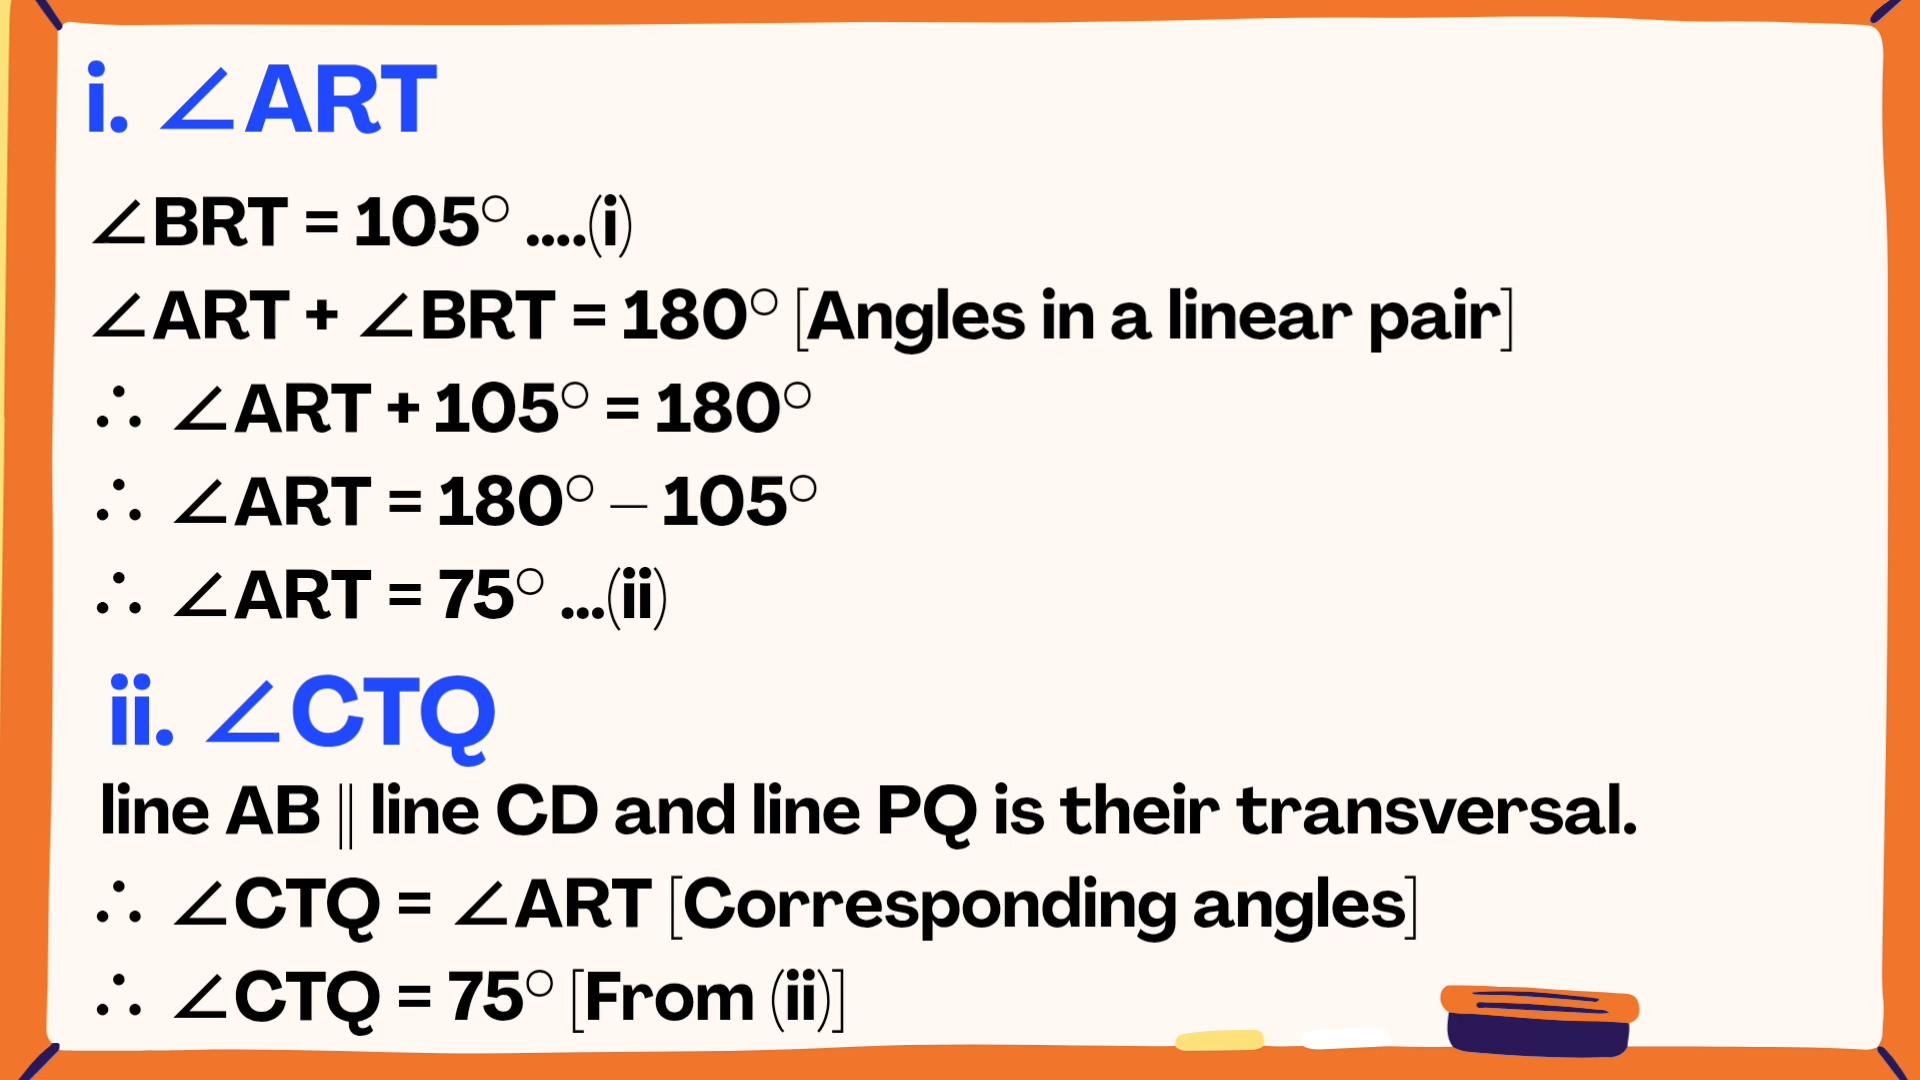 i. ∠ART
∠BRT = 105° ....(i)
∠ART + ∠BRT = 180° [Angles in a linear pair]
∴ ∠ART + 105° = 180°
∴ ∠ART = 180° – 105°
∴ ∠ART = 75° ...(ii)
ii. ∠CTQ
line AB || line CD and line PQ is their transversal.
∴ ∠CTQ = ∠ART [Corresponding angles]
∴ ∠CTQ = 75° [From (ii)]